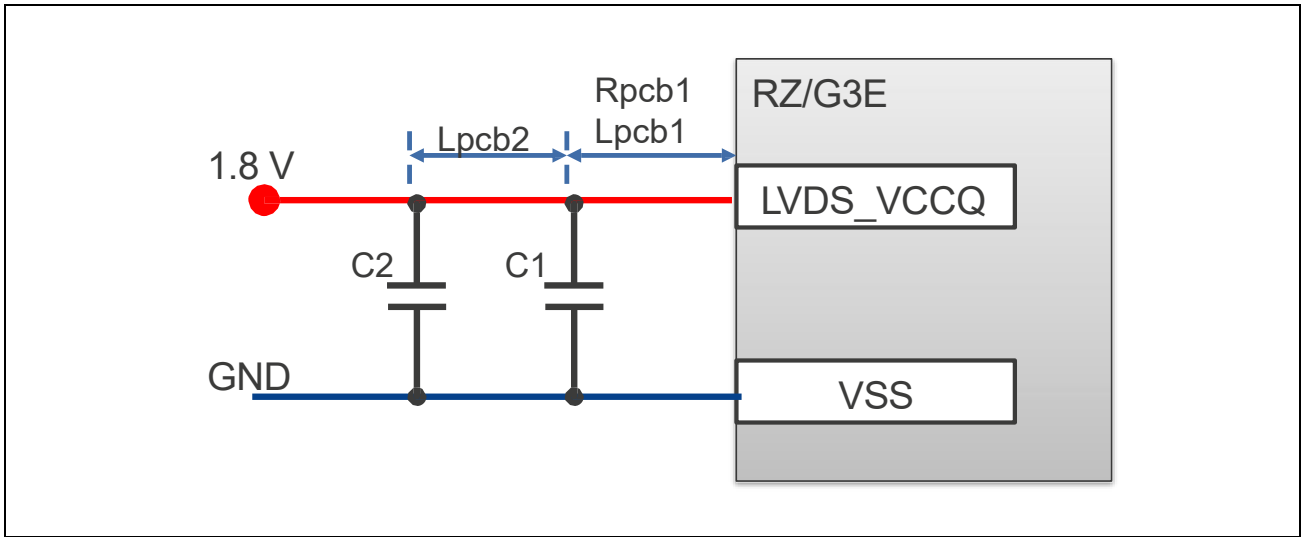 Rpcb1
Lpcb1
RZ/G3E
Lpcb2
1.8 V
LVDS_VCCQ
C2
C1
GND
VSS